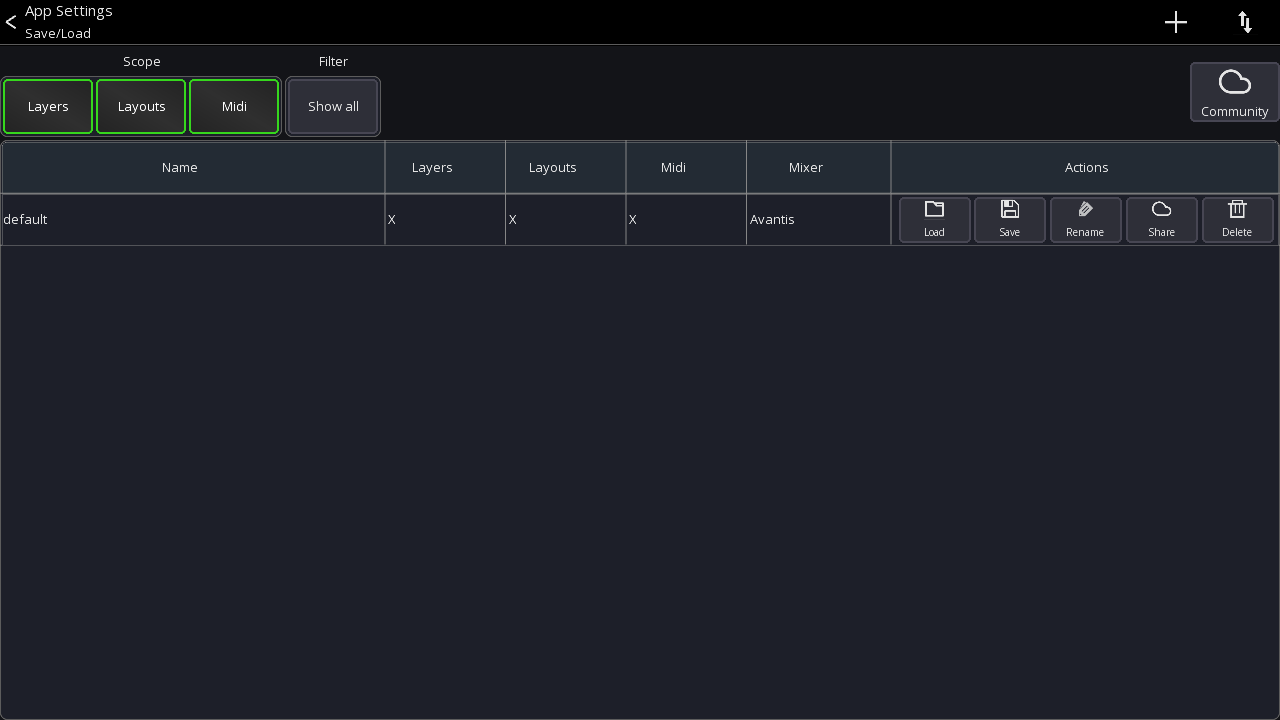 App Settings
Save/Load
Scope
Filter
Layers
Layouts
Midi
Show all
Community
Name
Layers
Layouts
Midi
Mixer
Actions
default
X
X
X
Avantis
Load
Save
Rename
Share
Delete